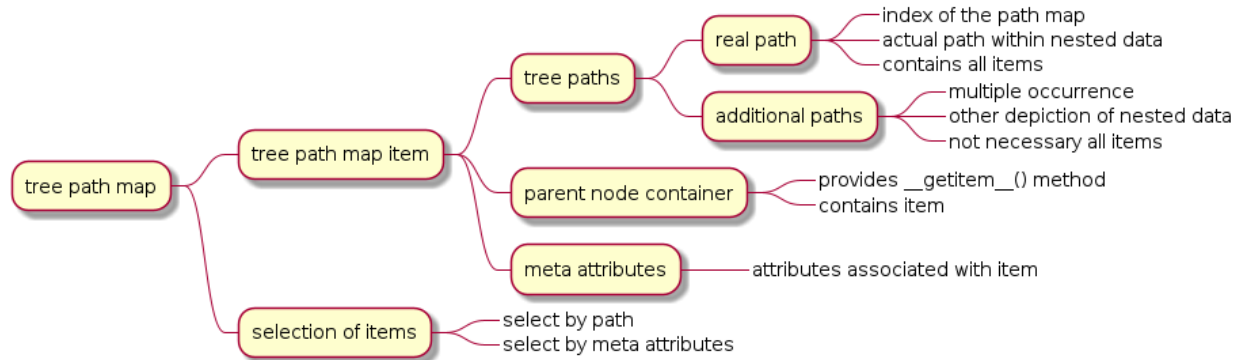 tree path map
tree path map item
tree paths
real path
index of the path map
actual path within nested data
contains all items
additional paths
multiple occurrence
other depiction of nested data
not necessary all items
parent node container
provides __getitem__() method
contains item
meta attributes
attributes associated with item
selection of items
select by path
select by meta attributes